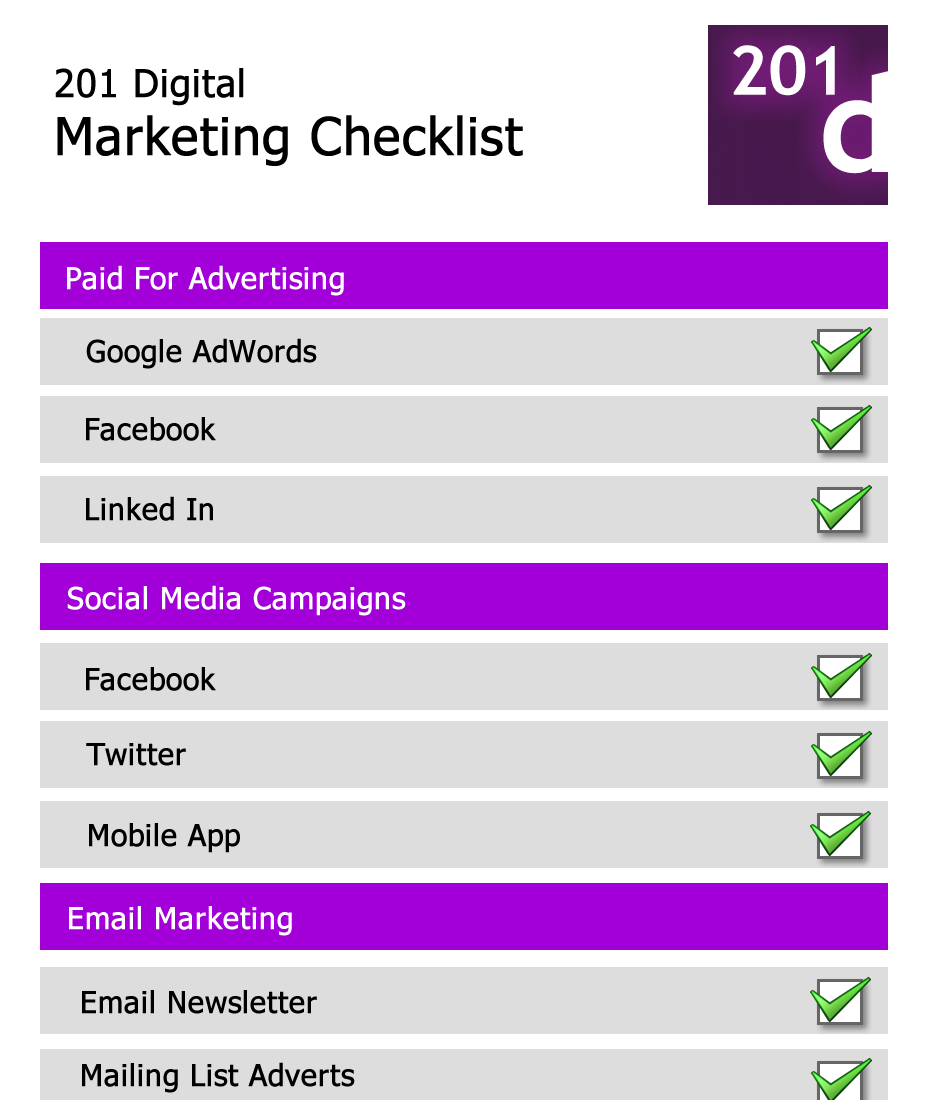 201 Digital
Marketing Checklist
201
d
Paid For Advertising
Google AdWords
Facebook
Linked In
Social Media Campaigns
Facebook
Twitter
Mobile App
Email Marketing
Email Newsletter
Mailing List Adverts